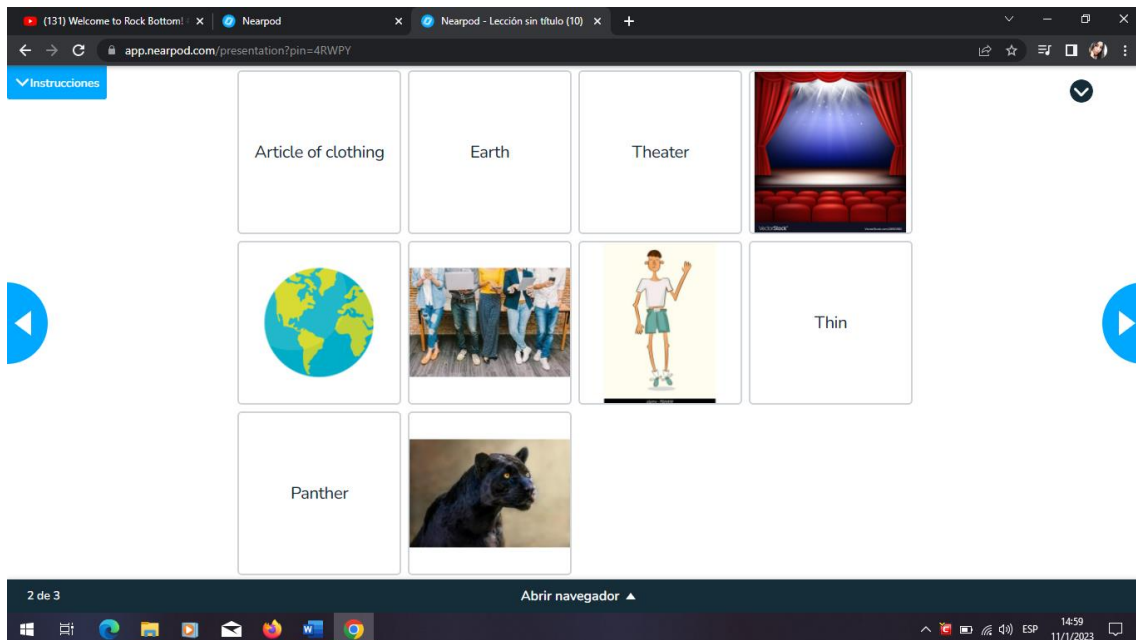 (131) Welcome to Rock Bottom!
Nearpod
Nearpod - Lección sin título (10)
app.nearpod.com/presentation?pin=4RWPY
Instrucciones
Article of clothing
Earth
Theater
VectorStock
Thin
Panther
2 de 3
Abrir navegador
ESP
14:59
11/1/2023